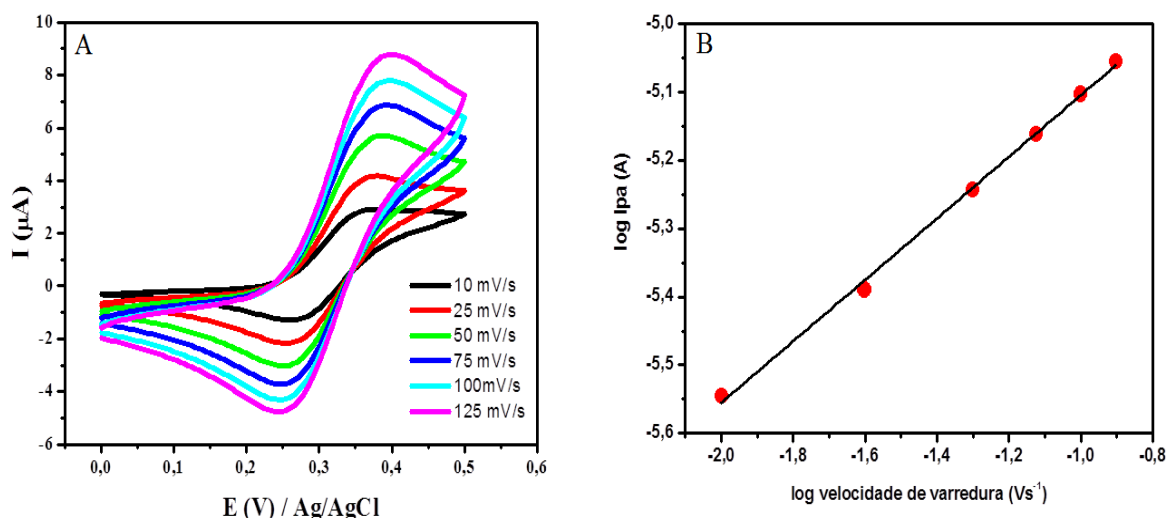 A
I (µA)
10
8
6
4
2
0
-2
-4
-6
10 mV/s
25 mV/s
50 mV/s
75 mV/s
100mV/s
125 mV/s
0,0 0,1 0,2 0,3 0,4 0,5 0,6
E (V) / Ag/AgCl
B
log Ipa (A)
-5,0
-5,1
-5,2
-5,3
-5,4
-5,5
-5,6
-2,0 -1,8 -1,6 -1,4 -1,2 -1,0 -0,8
log velocidade de varredura (Vs⁻¹)